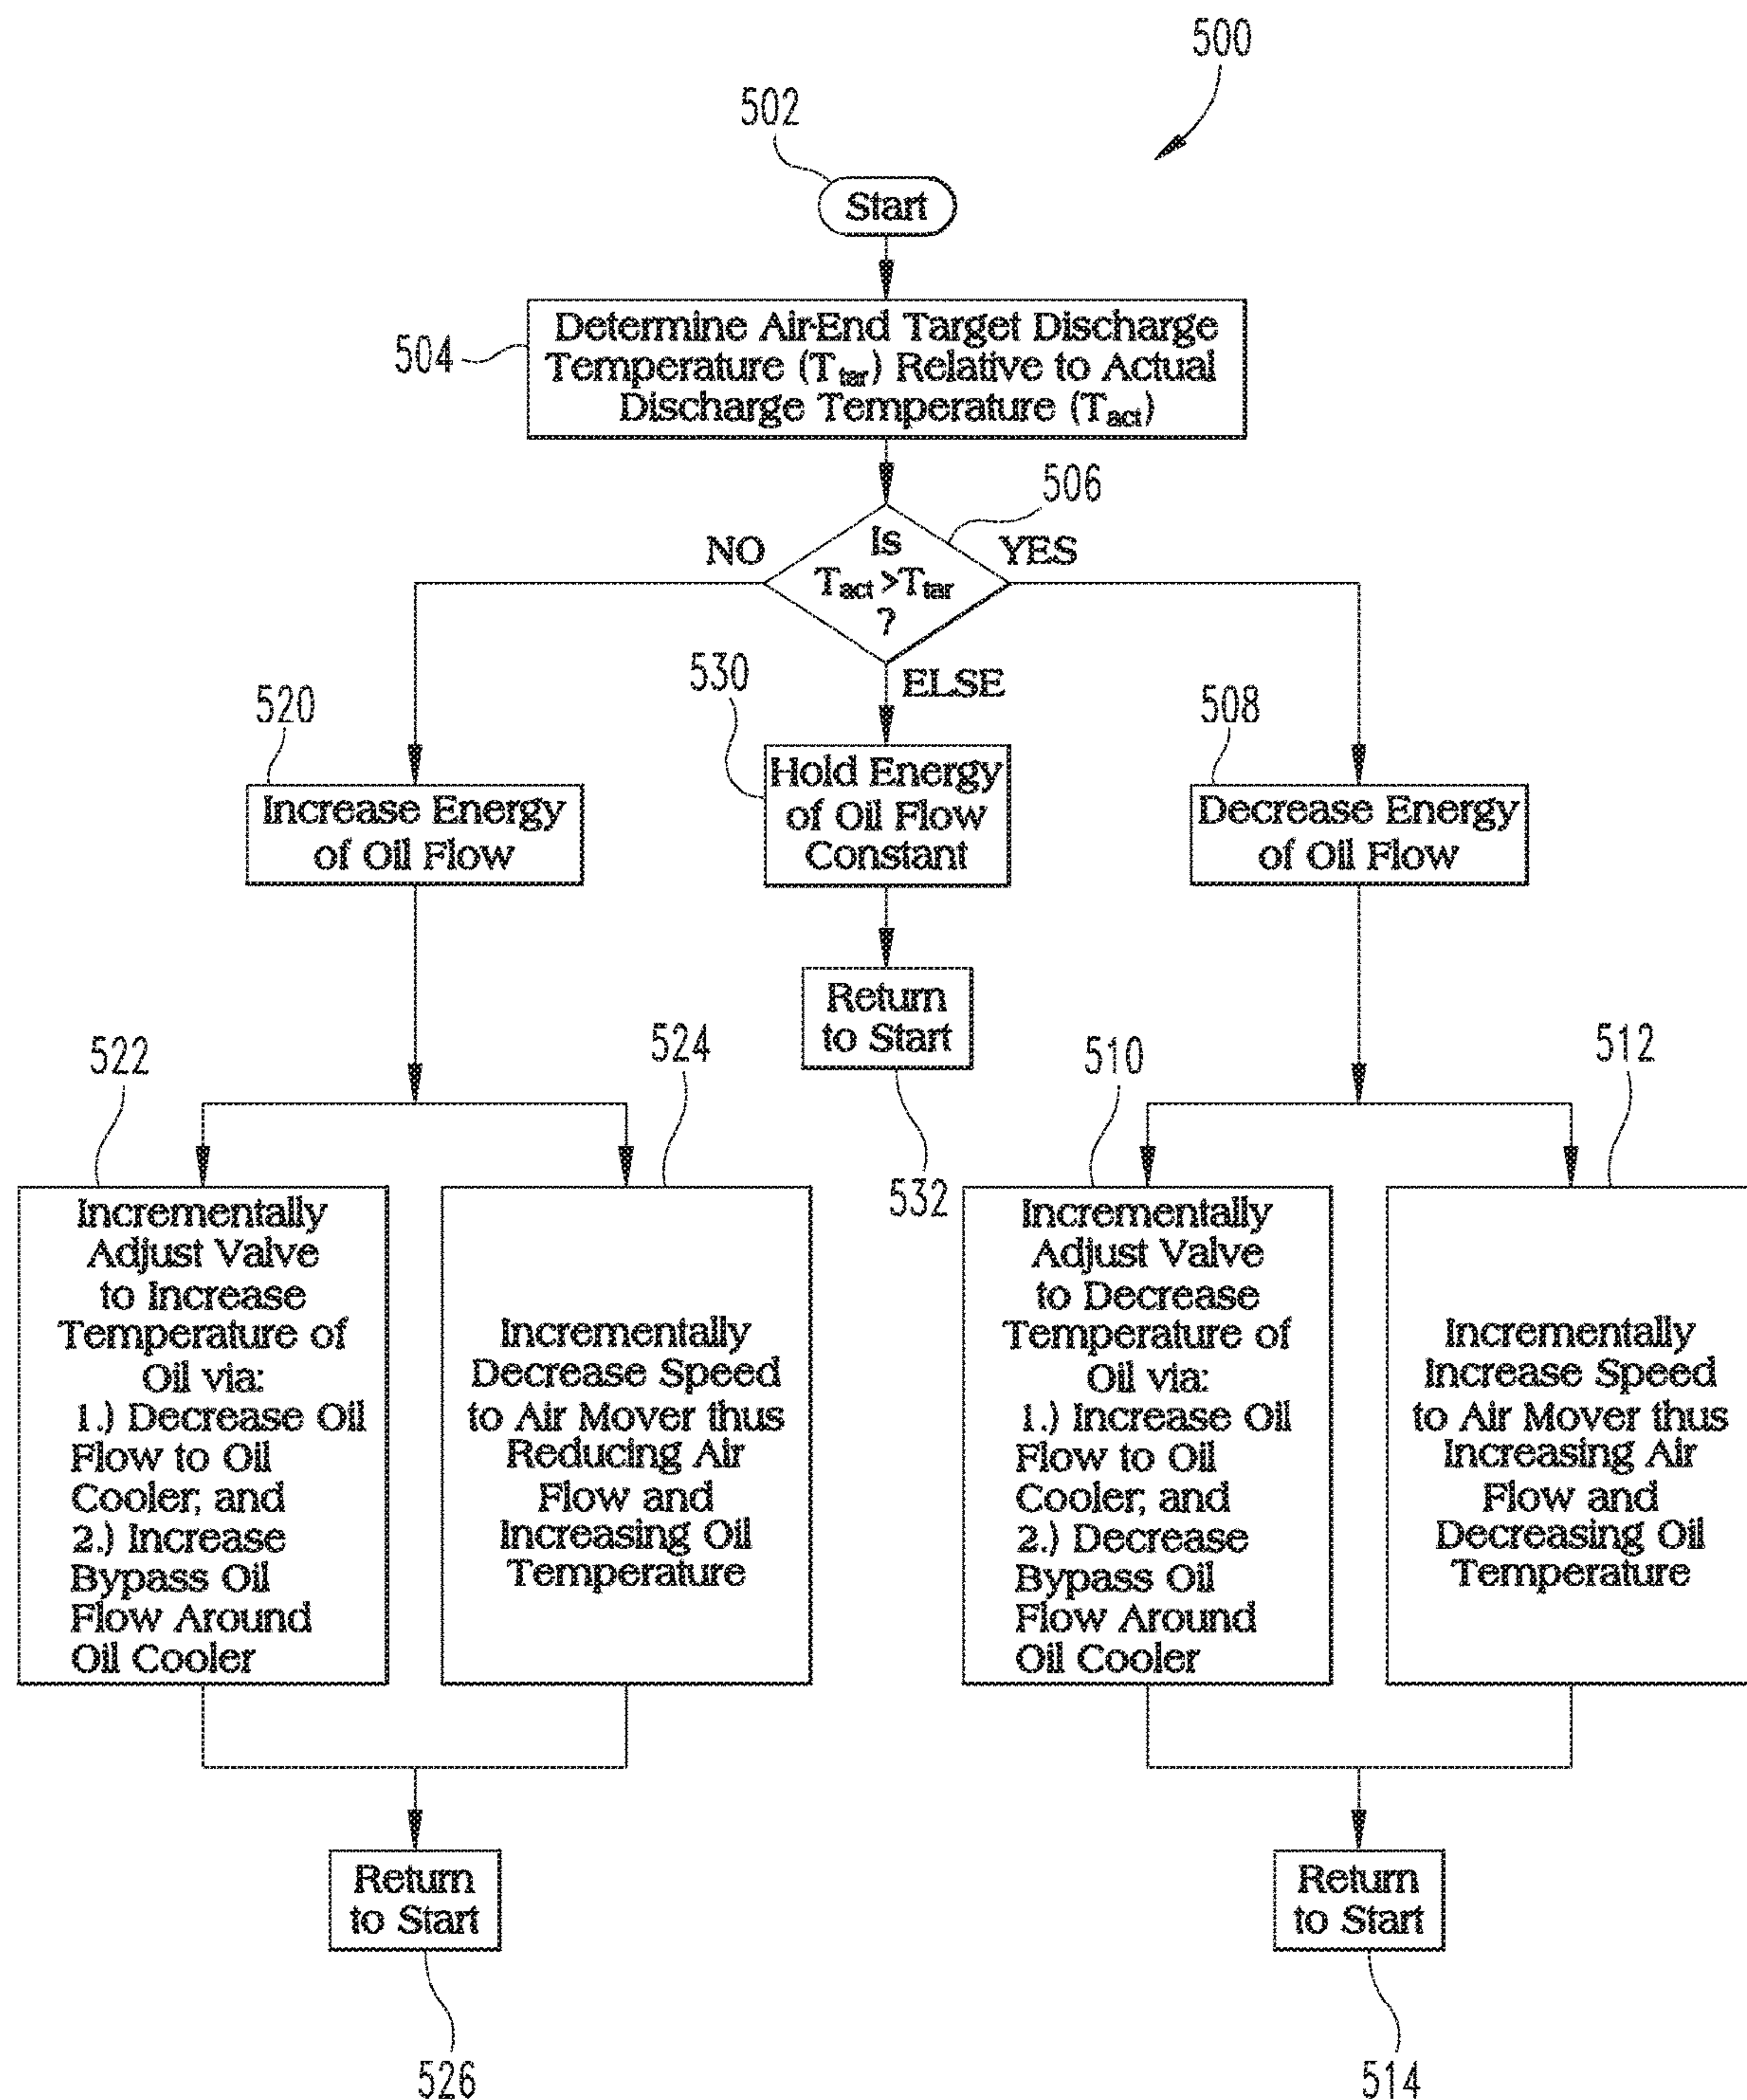 500
502
Start
504
Determine Air-End Target Discharge
Temperature (Ttar) Relative to Actual
Discharge Temperature (Tact)
506
NO
Is
Tact >Ttar
?
YES
ELSE
520
Increase Energy
of Oil Flow
530
Hold Energy
of Oil Flow
Constant
508
Decrease Energy
of Oil Flow
Return
to Start
532
522
Incrementally
Adjust Valve
to Increase
Temperature of
Oil via:
1.) Decrease Oil
Flow to Oil
Cooler; and
2.) Increase
Bypass Oil
Flow Around
Oil Cooler
524
Incrementally
Decrease Speed
to Air Mover thus
Reducing Air
Flow and
Increasing Oil
Temperature
510
Incrementally
Adjust Valve
to Decrease
Temperature of
Oil via:
1.) Increase Oil
Flow to Oil
Cooler; and
2.) Decrease
Bypass Oil
Flow Around
Oil Cooler
512
Incrementally
Increase Speed
to Air Mover thus
Increasing Air
Flow and
Decreasing Oil
Temperature
Return
to Start
526
Return
to Start
514